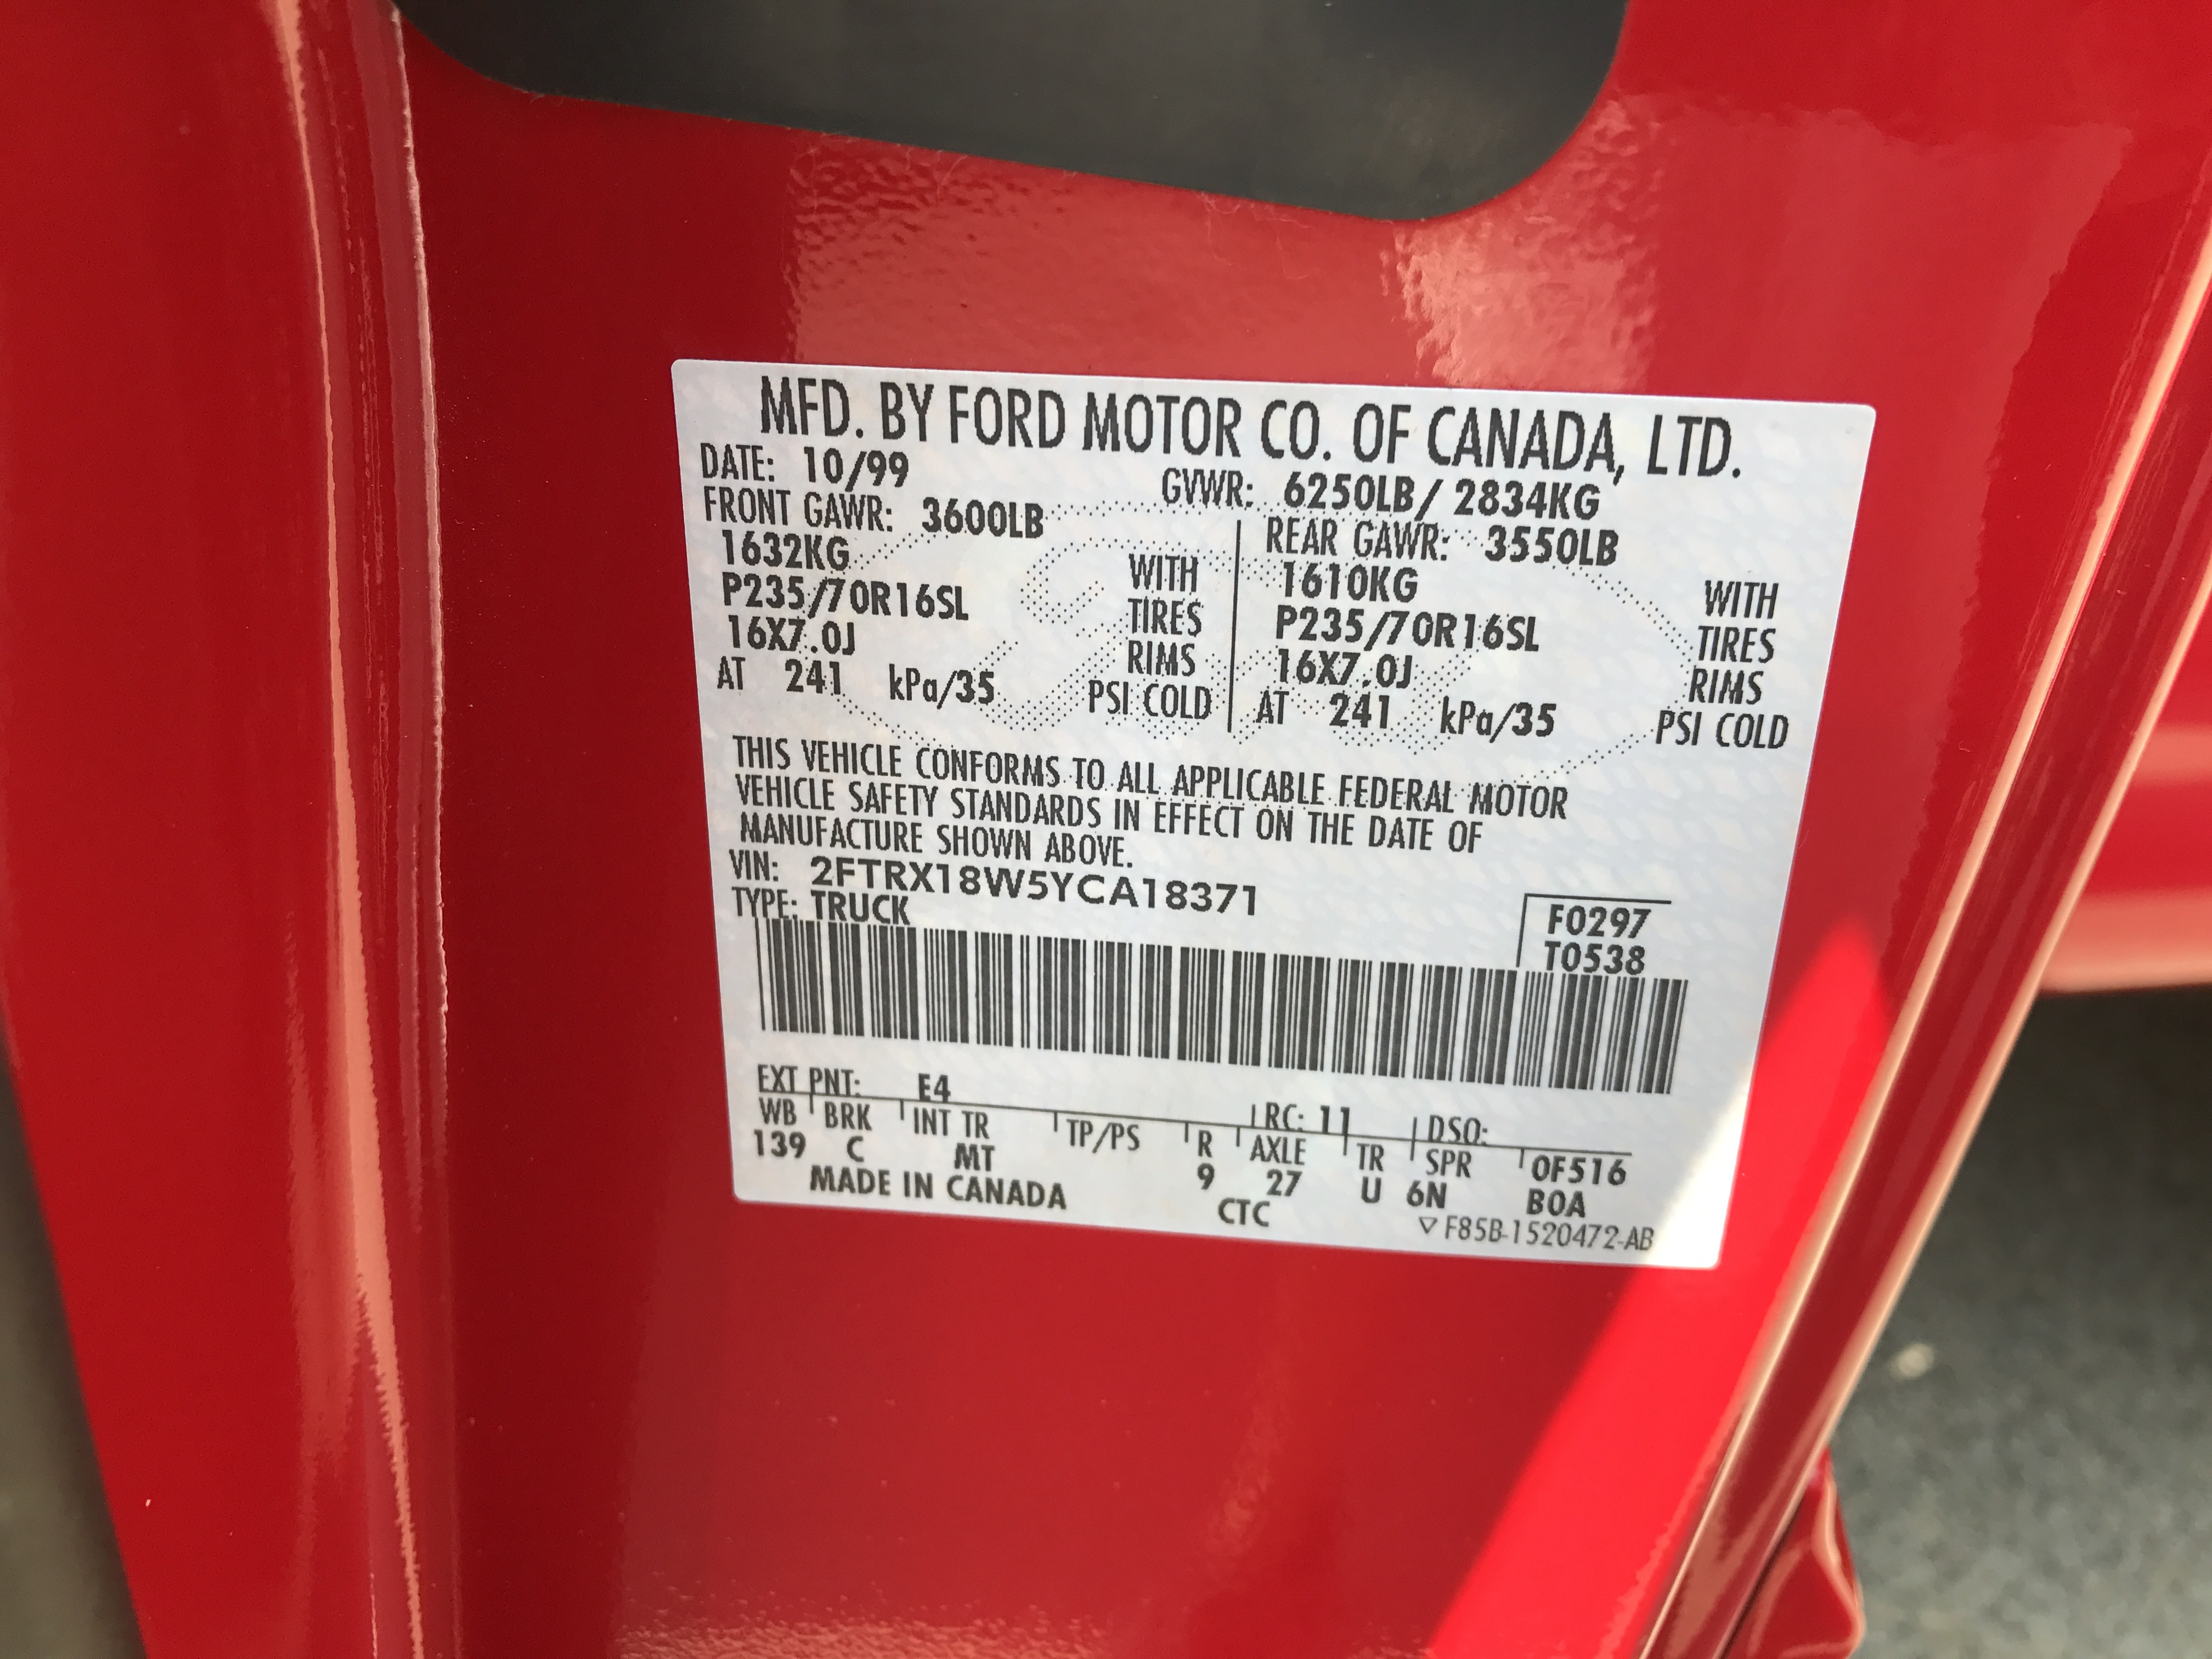 MFD. BY FORD MOTOR CO. OF CANADA, LTD.
DATE: 10/99 GVWR: 6250LB/ 2834KG
FRONT GAWR: 3600LB REAR GAWR: 3550LB
1632KG WITH 1610KG WITH
P235/70R16SL TIRES P235/70R16SL TIRES
16X7.0J RIMS 16X7.0J RIMS
AT 241 kPa/35 PSI COLD AT 241 kPa/35 PSI COLD
THIS VEHICLE CONFORMS TO ALL APPLICABLE FEDERAL MOTOR
VEHICLE SAFETY STANDARDS IN EFFECT ON THE DATE OF
MANUFACTURE SHOWN ABOVE.
VIN: 2FTRX18W5YCA18371
TYPE: TRUCK
F0297
T0538
EXT PNT: E4 RC: 11 DSO:
WB BRK INT TR TP/PS R AXLE TR SPR 0F516
139 C MT 9 27 U 6N B0A
MADE IN CANADA CTC
▽ F85B-1520472-AB